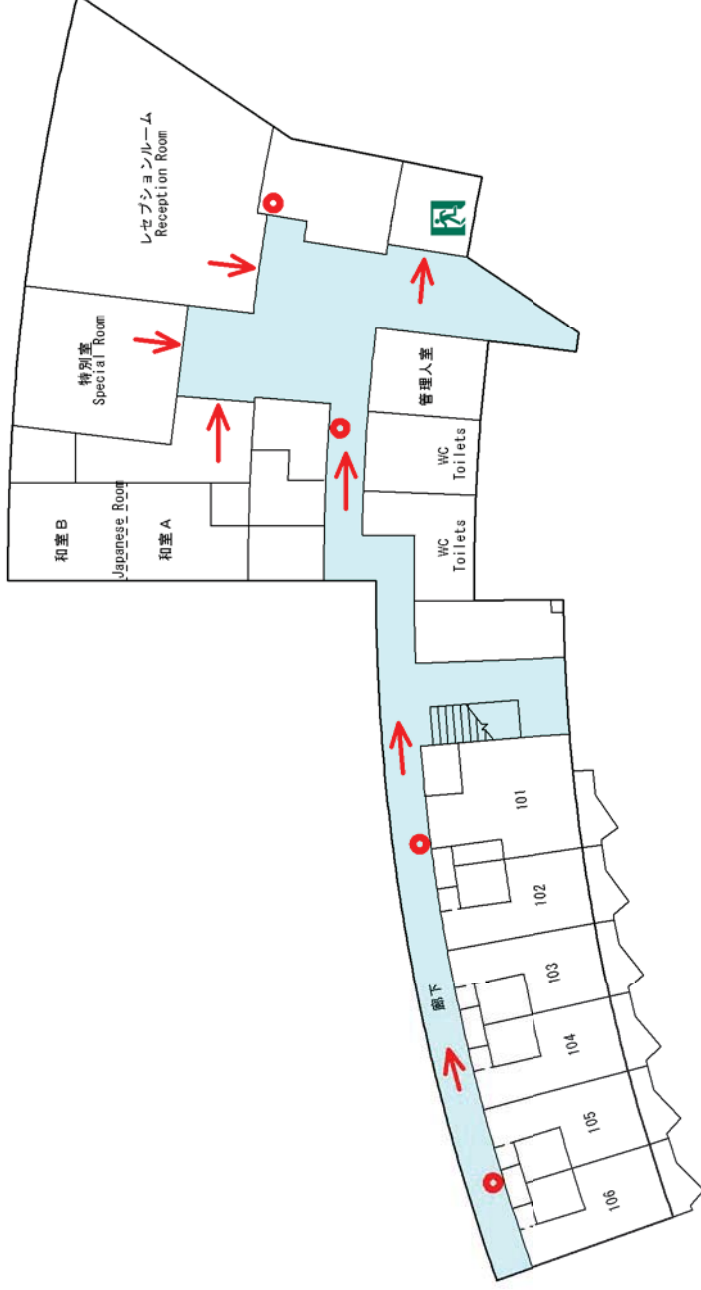 レセプションルーム
Reception Room
特別室
Special Room
和室B
Japanese Room
和室A
管理人室
WC
Toilets
WC
Toilets
廊下
101
102
103
104
105
106